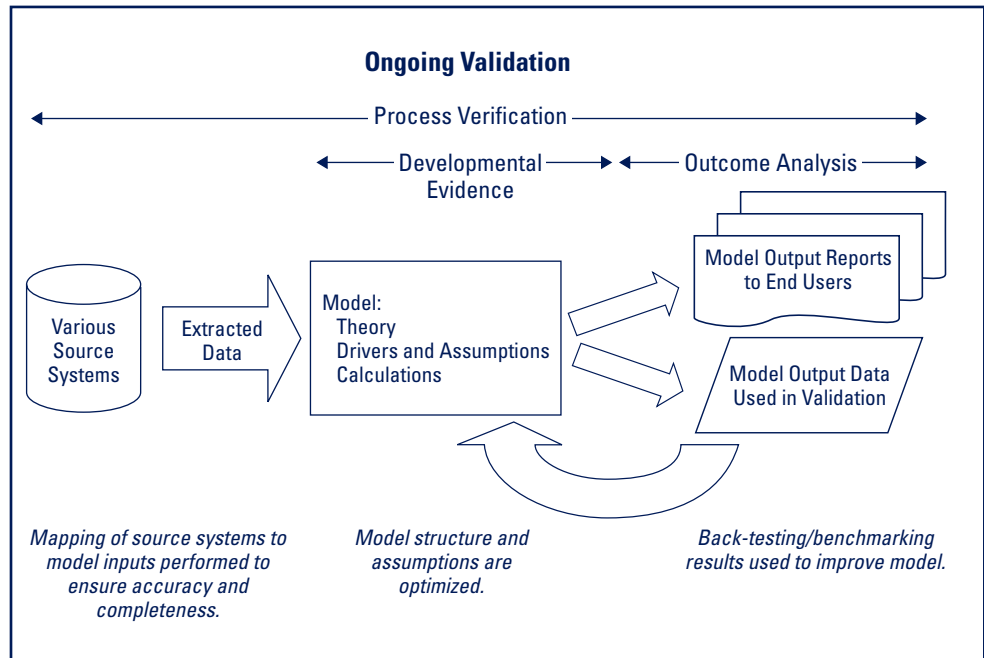 Ongoing Validation
Process Verification
Developmental
Evidence
Outcome Analysis
Various
Source
Systems
Extracted
Data
Model:
Theory
Drivers and Assumptions
Calculations
Model Output Reports
to End Users
Model Output Data
Used in Validation
Mapping of source systems to
model inputs performed to
ensure accuracy and
completeness.
Model structure and
assumptions are
optimized.
Back-testing/benchmarking
results used to improve model.